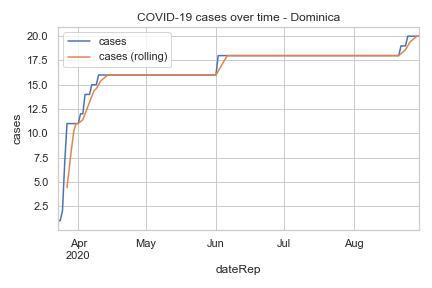 COVID-19 cases over time - Dominica
cases
cases (rolling)
20.0
17.5
15.0
12.5
10.0
7.5
5.0
2.5
cases
Apr
2020
May
Jun
Jul
Aug
dateRep